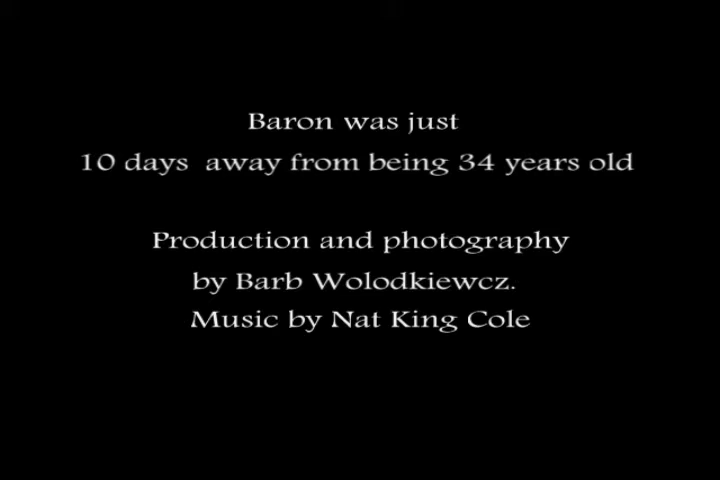 Baron was just
10 days away from being 34 years old
Production and photography
by Barb Wolodkiewcz.
Music by Nat King Cole